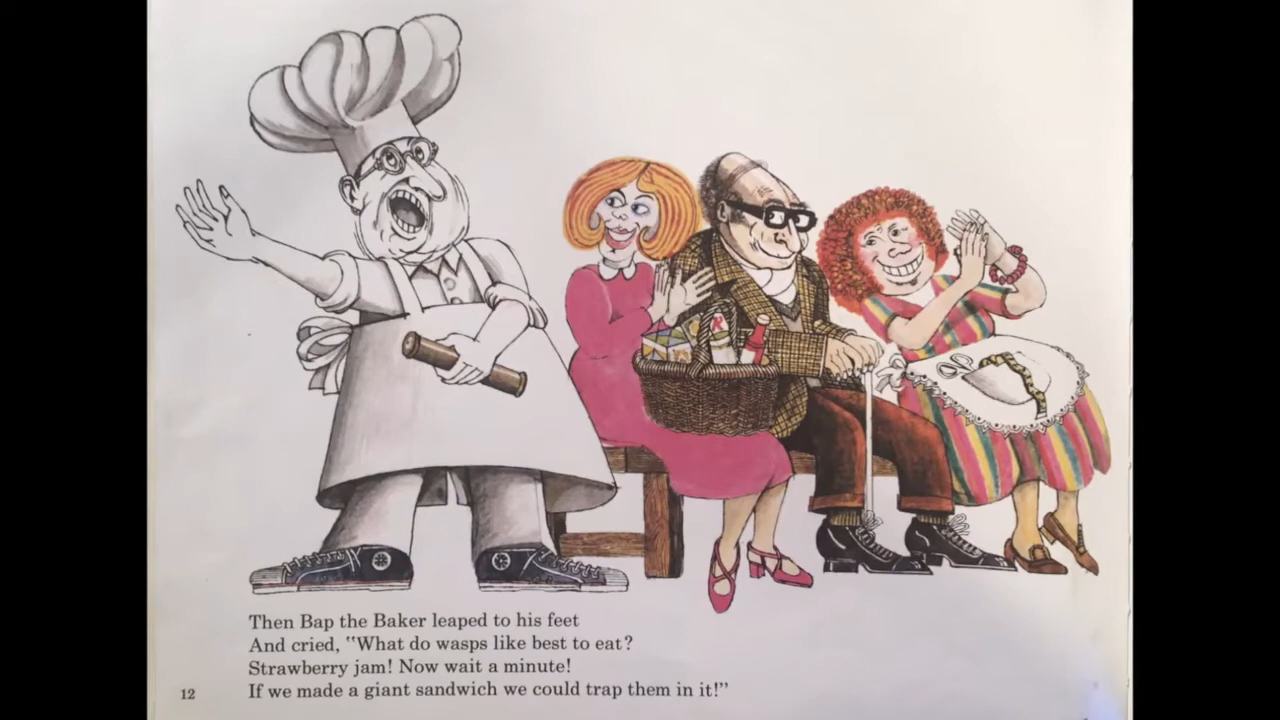 Then Bap the Baker leaped to his feet
And cried, "What do wasps like best to eat?
Strawberry jam! Now wait a minute!
12 If we made a giant sandwich we could trap them in it!"